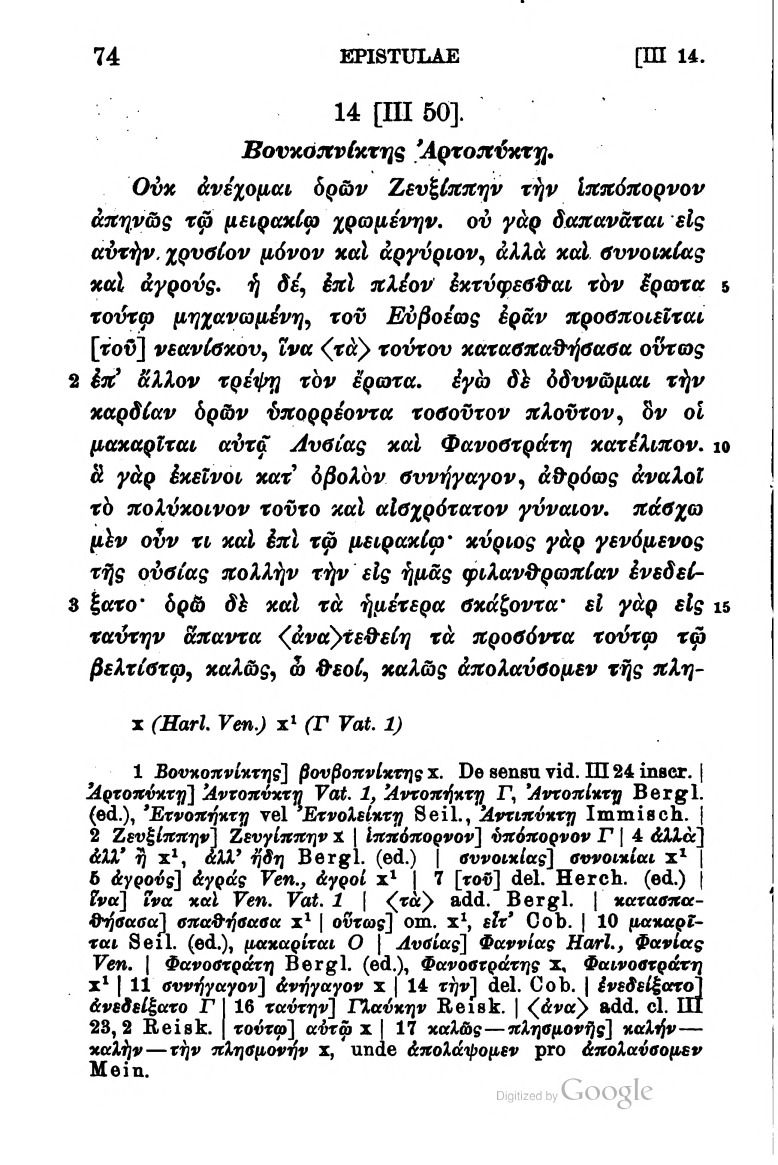 74 EPISTULAE [III 14.
14 [III 50].
Βουκοπνίκτης Ἀρτοπύκτῃ.
Οὐκ ἀνέχομαι ὁρῶν Ζευξίππην τὴν ἱππόπορνον
ἀπηνῶς τῷ μειρακίῳ χρωμένην. οὐ γὰρ δαπανᾶται εἰς
αὐτὴν χρυσίον μόνον καὶ ἀργύριον, ἀλλὰ καὶ συνοικίας
καὶ ἀγρούς. ἡ δέ, ἐπὶ πλέον ἐκτύφεσθαι τὸν ἔρωτα 5
τούτῳ μηχανωμένη, τοῦ Εὐβοέως ἐρᾶν προσποιεῖται
[τοῦ] νεανίσκου, ἵνα ⟨τὰ⟩ τούτου κατασπαθήσασα οὕτως
2 ἐπ’ ἄλλον τρέψῃ τὸν ἔρωτα. ἐγὼ δὲ ὀδυνῶμαι τὴν
καρδίαν ὁρῶν ὑπορρέοντα τοσοῦτον πλοῦτον, ὃν οἱ
μακαρῖται αὐτῷ Λυσίας καὶ Φανοστράτη κατέλιπον. 10
ἃ γὰρ ἐκεῖνοι κατ’ ὀβολὸν συνήγαγον, ἀθρόως ἀναλοῖ
τὸ πολύκοινον τοῦτο καὶ αἰσχρότατον γύναιον. πάσχω
μὲν οὖν τι καὶ ἐπὶ τῷ μειρακίῳ· κύριος γὰρ γενόμενος
τῆς οὐσίας πολλὴν τὴν εἰς ἡμᾶς φιλανθρωπίαν ἐνεδεί-
3 ξατο· ὁρῶ δὲ καὶ τὰ ἡμέτερα σκάζοντα· εἰ γὰρ εἰς 15
ταύτην ἅπαντα ⟨ἀνα⟩τεθείη τὰ προσόντα τούτῳ τῷ
βελτίστῳ, καλῶς, ὦ θεοί, καλῶς ἀπολαύσομεν τῆς πλη-
x (Harl. Ven.) x¹ (Γ Vat. 1)
1 Βουκοπνίκτης] βουβοπνίκτης x. De sensu vid. III 24 inscr. |
Ἀρτοπύκτῃ] Ἀντοπύκτῃ Vat. 1, Ἀντοπήκτῃ Γ, Ἀντοπίκτῃ Bergl.
(ed.), Ἐτνοπήκτῃ vel Ἐτνολείκτῃ Seil., Ἀντιπύκτῃ Immisch. |
2 Ζευξίππην] Ζευγίππην x | ἱππόπορνον] ὑπόπορνον Γ | 4 ἀλλὰ]
ἀλλ’ ἢ x¹, ἀλλ’ ἤδη Bergl. (ed.) | συνοικίας] συνοικίαι x¹ |
5 ἀγρούς] ἀγράς Ven., ἀγροί x¹ | 7 [τοῦ] del. Herch. (ed.) |
ἵνα] ἵνα καὶ Ven. Vat. 1 | ⟨τὰ⟩ add. Bergl. | κατασπα-
θήσασα] σπαθήσασα x¹ | οὕτως] om. x¹, εἶτ’ Cob. | 10 μακαρῖ-
ται Seil. (ed.), μακαρίται O | Λυσίας] Φαννίας Harl., Φανίας
Ven. | Φανοστράτη Bergl. (ed.), Φανοστράτης x, Φαινοστράτη
x¹ | 11 συνήγαγον] ἀνήγαγον x | 14 τὴν] del. Cob. | ἐνεδείξατο]
ἀνεδείξατο Γ | 16 ταύτην] Γλαύκην Reisk. | ⟨ἀνα⟩ add. cl. III
23, 2 Reisk. | τούτῳ] αὐτῷ x | 17 καλῶς—πλησμονῆς] καλήν—
καλὴν—τὴν πλησμονήν x, unde ἀπολάψομεν pro ἀπολαύσομεν
Mein.
Digitized by Google